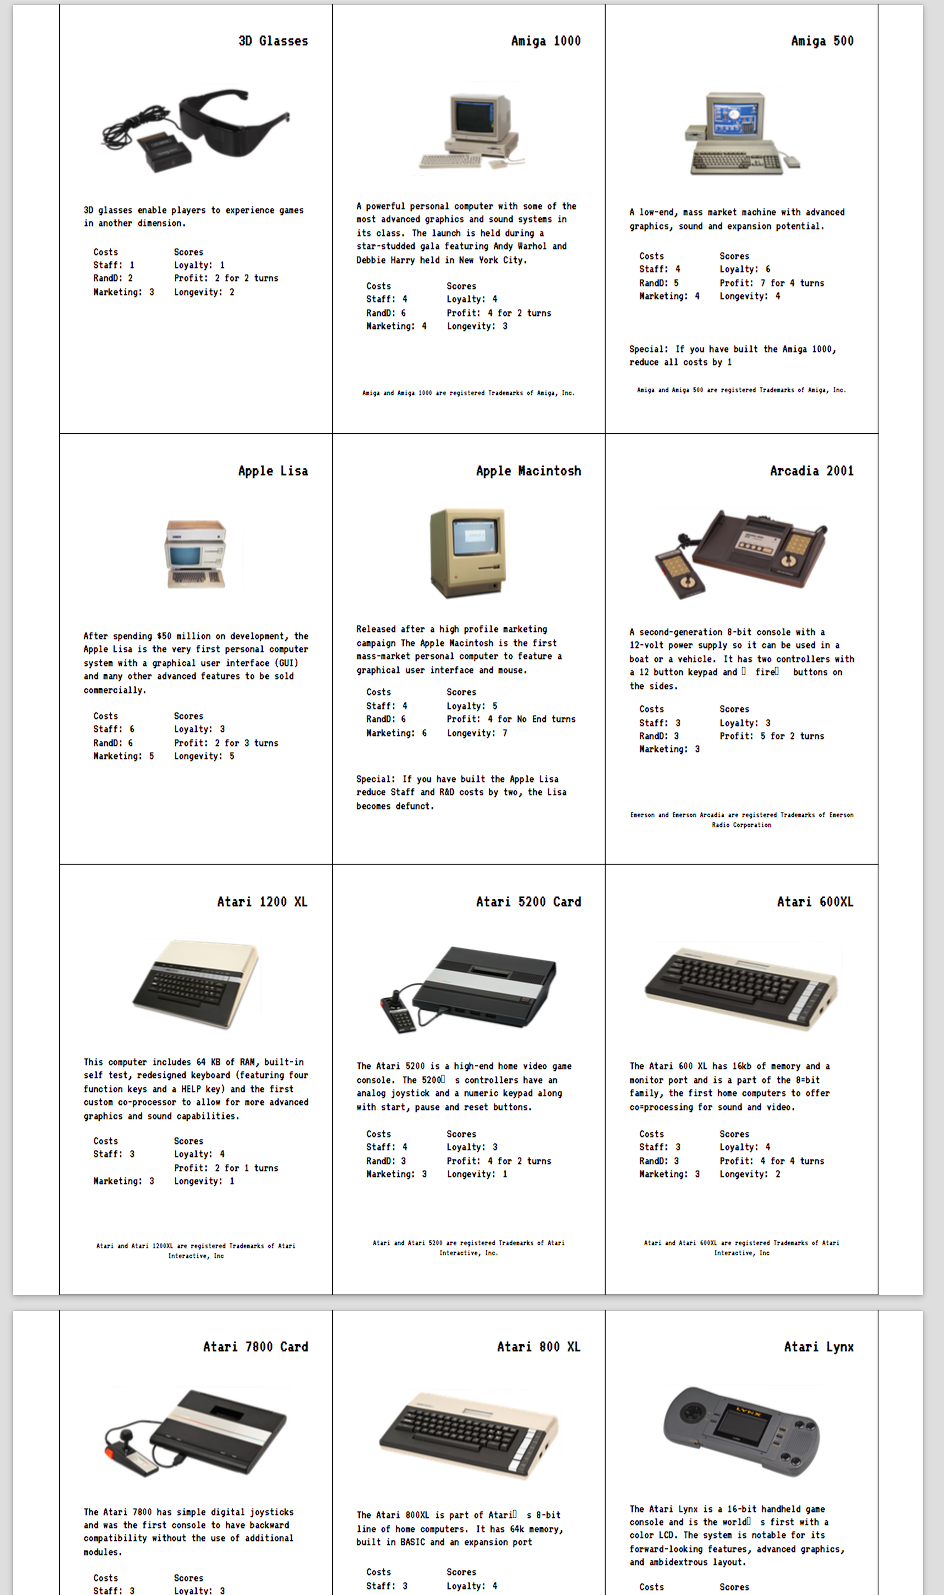 3D Glasses
3D glasses enable players to experience games
in another dimension.
Costs Scores
Staff: 1 Loyalty: 1
RandD: 2 Profit: 2 for 2 turns
Marketing: 3 Longevity: 2
Amiga 1000
A powerful personal computer with some of the
most advanced graphics and sound systems in
its class. The launch is held during a
star-studded gala featuring Andy Warhol and
Debbie Harry held in New York City.
Costs Scores
Staff: 4 Loyalty: 4
RandD: 6 Profit: 4 for 2 turns
Marketing: 4 Longevity: 3
Amiga and Amiga 1000 are registered Trademarks of Amiga, Inc.
Amiga 500
A low-end, mass market machine with advanced
graphics, sound and expansion potential.
Costs Scores
Staff: 4 Loyalty: 6
RandD: 5 Profit: 7 for 4 turns
Marketing: 4 Longevity: 4
Special: If you have built the Amiga 1000,
reduce all costs by 1
Amiga and Amiga 500 are registered Trademarks of Amiga, Inc.
Apple Lisa
After spending $50 million on development, the
Apple Lisa is the very first personal computer
system with a graphical user interface (GUI)
and many other advanced features to be sold
commercially.
Costs Scores
Staff: 6 Loyalty: 3
RandD: 6 Profit: 2 for 3 turns
Marketing: 5 Longevity: 5
Apple Macintosh
Released after a high profile marketing
campaign The Apple Macintosh is the first
mass-market personal computer to feature a
graphical user interface and mouse.
Costs Scores
Staff: 4 Loyalty: 5
RandD: 6 Profit: 4 for No End turns
Marketing: 6 Longevity: 7
Special: If you have built the Apple Lisa
reduce Staff and R&D costs by two, the Lisa
becomes defunct.
Arcadia 2001
A second-generation 8-bit console with a
12-volt power supply so it can be used in a
boat or a vehicle. It has two controllers with
a 12 button keypad and ▯ fire▯ buttons on
the sides.
Costs Scores
Staff: 3 Loyalty: 3
RandD: 3 Profit: 5 for 2 turns
Marketing: 3
Emerson and Emerson Arcadia are registered Trademarks of Emerson
Radio Corporation
Atari 1200 XL
This computer includes 64 KB of RAM, built-in
self test, redesigned keyboard (featuring four
function keys and a HELP key) and the first
custom co-processor to allow for more advanced
graphics and sound capabilities.
Costs Scores
Staff: 3 Loyalty: 4
Profit: 2 for 1 turns
Marketing: 3 Longevity: 1
Atari and Atari 1200XL are registered Trademarks of Atari
Interactive, Inc
Atari 5200 Card
The Atari 5200 is a high-end home video game
console. The 5200▯ s controllers have an
analog joystick and a numeric keypad along
with start, pause and reset buttons.
Costs Scores
Staff: 4 Loyalty: 3
RandD: 3 Profit: 4 for 2 turns
Marketing: 3 Longevity: 1
Atari and Atari 5200 are registered Trademarks of Atari
Interactive, Inc.
Atari 600XL
The Atari 600 XL has 16kb of memory and a
monitor port and is a part of the 8=bit
family, the first home computers to offer
co=processing for sound and video.
Costs Scores
Staff: 3 Loyalty: 4
RandD: 3 Profit: 4 for 4 turns
Marketing: 3 Longevity: 2
Atari and Atari 600XL are registered Trademarks of Atari
Interactive, Inc
Atari 7800 Card
The Atari 7800 has simple digital joysticks
and was the first console to have backward
compatibility without the use of additional
modules.
Costs Scores
Staff: 3 Loyalty: 3
Atari 800 XL
The Atari 800XL is part of Atari▯ s 8-bit
line of home computers. It has 64k memory,
built in BASIC and an expansion port
Costs Scores
Staff: 3 Loyalty: 4
Atari Lynx
LYNX
The Atari Lynx is a 16-bit handheld game
console and is the world▯ s first with a
color LCD. The system is notable for its
forward-looking features, advanced graphics,
and ambidextrous layout.
Costs Scores